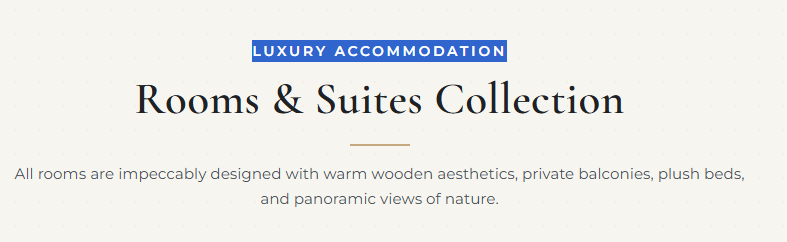 LUXURY ACCOMMODATION
Rooms & Suites Collection
All rooms are impeccably designed with warm wooden aesthetics, private balconies, plush beds,
and panoramic views of nature.